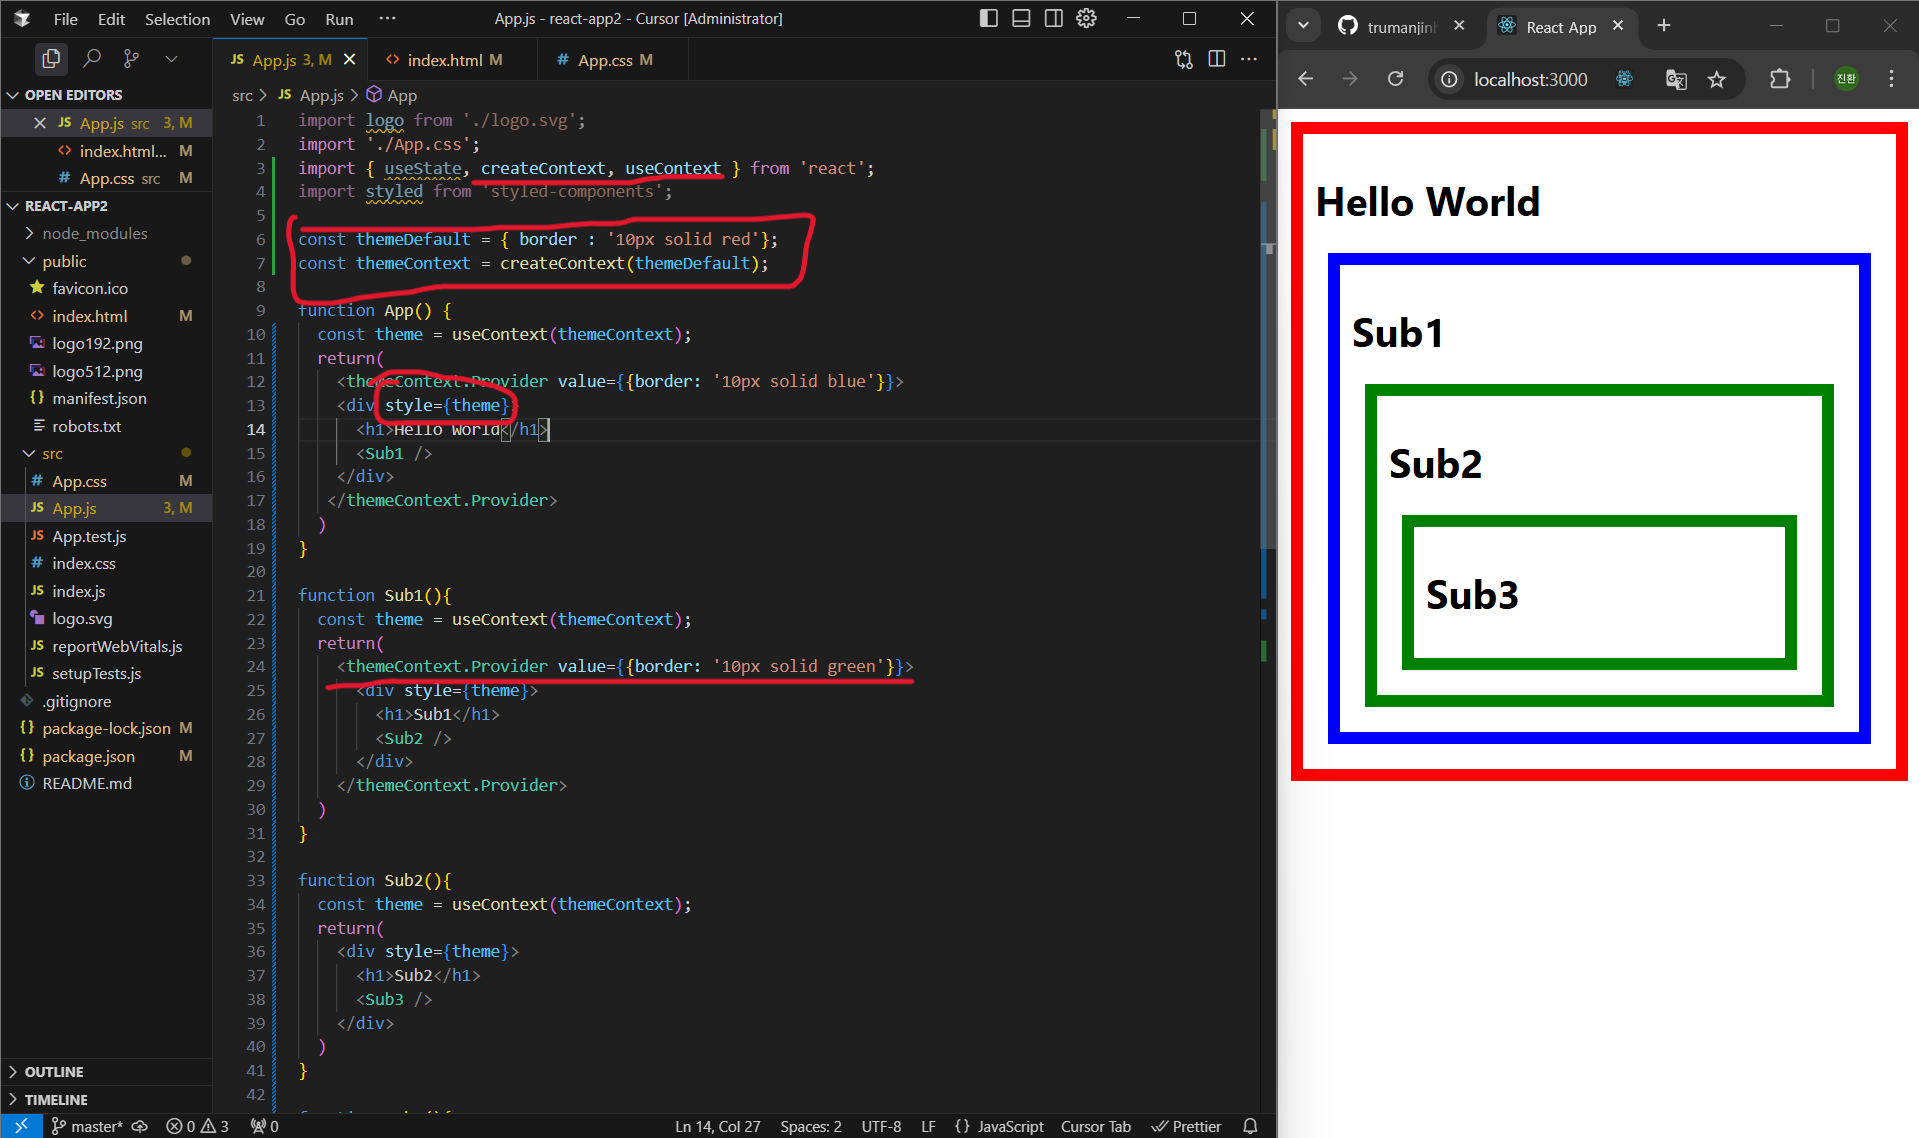 File Edit Selection View Go Run ··· App.js - react-app2 - Cursor [Administrator]
OPEN EDITORS
App.js src 3, M
index.html... M
App.css src M
REACT-APP2
node_modules
public
favicon.ico
index.html M
logo192.png
logo512.png
manifest.json
robots.txt
src
App.css M
App.js 3, M
App.test.js
index.css
index.js
logo.svg
reportWebVitals.js
setupTests.js
.gitignore
package-lock.json M
package.json M
README.md
OUTLINE
TIMELINE
App.js 3, M index.html M App.css M
src > App.js > App
1 import logo from './logo.svg';
2 import './App.css';
3 import { useState, createContext, useContext } from 'react';
4 import styled from 'styled-components';
5
6 const themeDefault = { border : '10px solid red'};
7 const themeContext = createContext(themeDefault);
8
9 function App() {
10 const theme = useContext(themeContext);
11 return(
12 <themeContext.Provider value={{border: '10px solid blue'}}>
13 <div style={theme}>
14 <h1>Hello World</h1>
15 <Sub1 />
16 </div>
17 </themeContext.Provider>
18 )
19 }
20
21 function Sub1(){
22 const theme = useContext(themeContext);
23 return(
24 <themeContext.Provider value={{border: '10px solid green'}}>
25 <div style={theme}>
26 <h1>Sub1</h1>
27 <Sub2 />
28 </div>
29 </themeContext.Provider>
30 )
31 }
32
33 function Sub2(){
34 const theme = useContext(themeContext);
35 return(
36 <div style={theme}>
37 <h1>Sub2</h1>
38 <Sub3 />
39 </div>
40 )
41 }
42
master* 0 3 0 Ln 14, Col 27 Spaces: 2 UTF-8 LF {} JavaScript Cursor Tab Prettier
trumanjinh React App
localhost:3000 진환
Hello World
Sub1
Sub2
Sub3